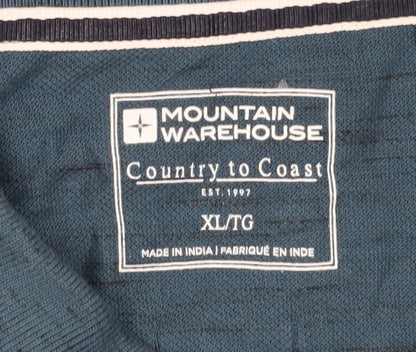 MOUNTAIN
WAREHOUSE
Country to Coast
EST. 1997
XL/TG
MADE IN INDIA | FABRIQUÉ EN INDE